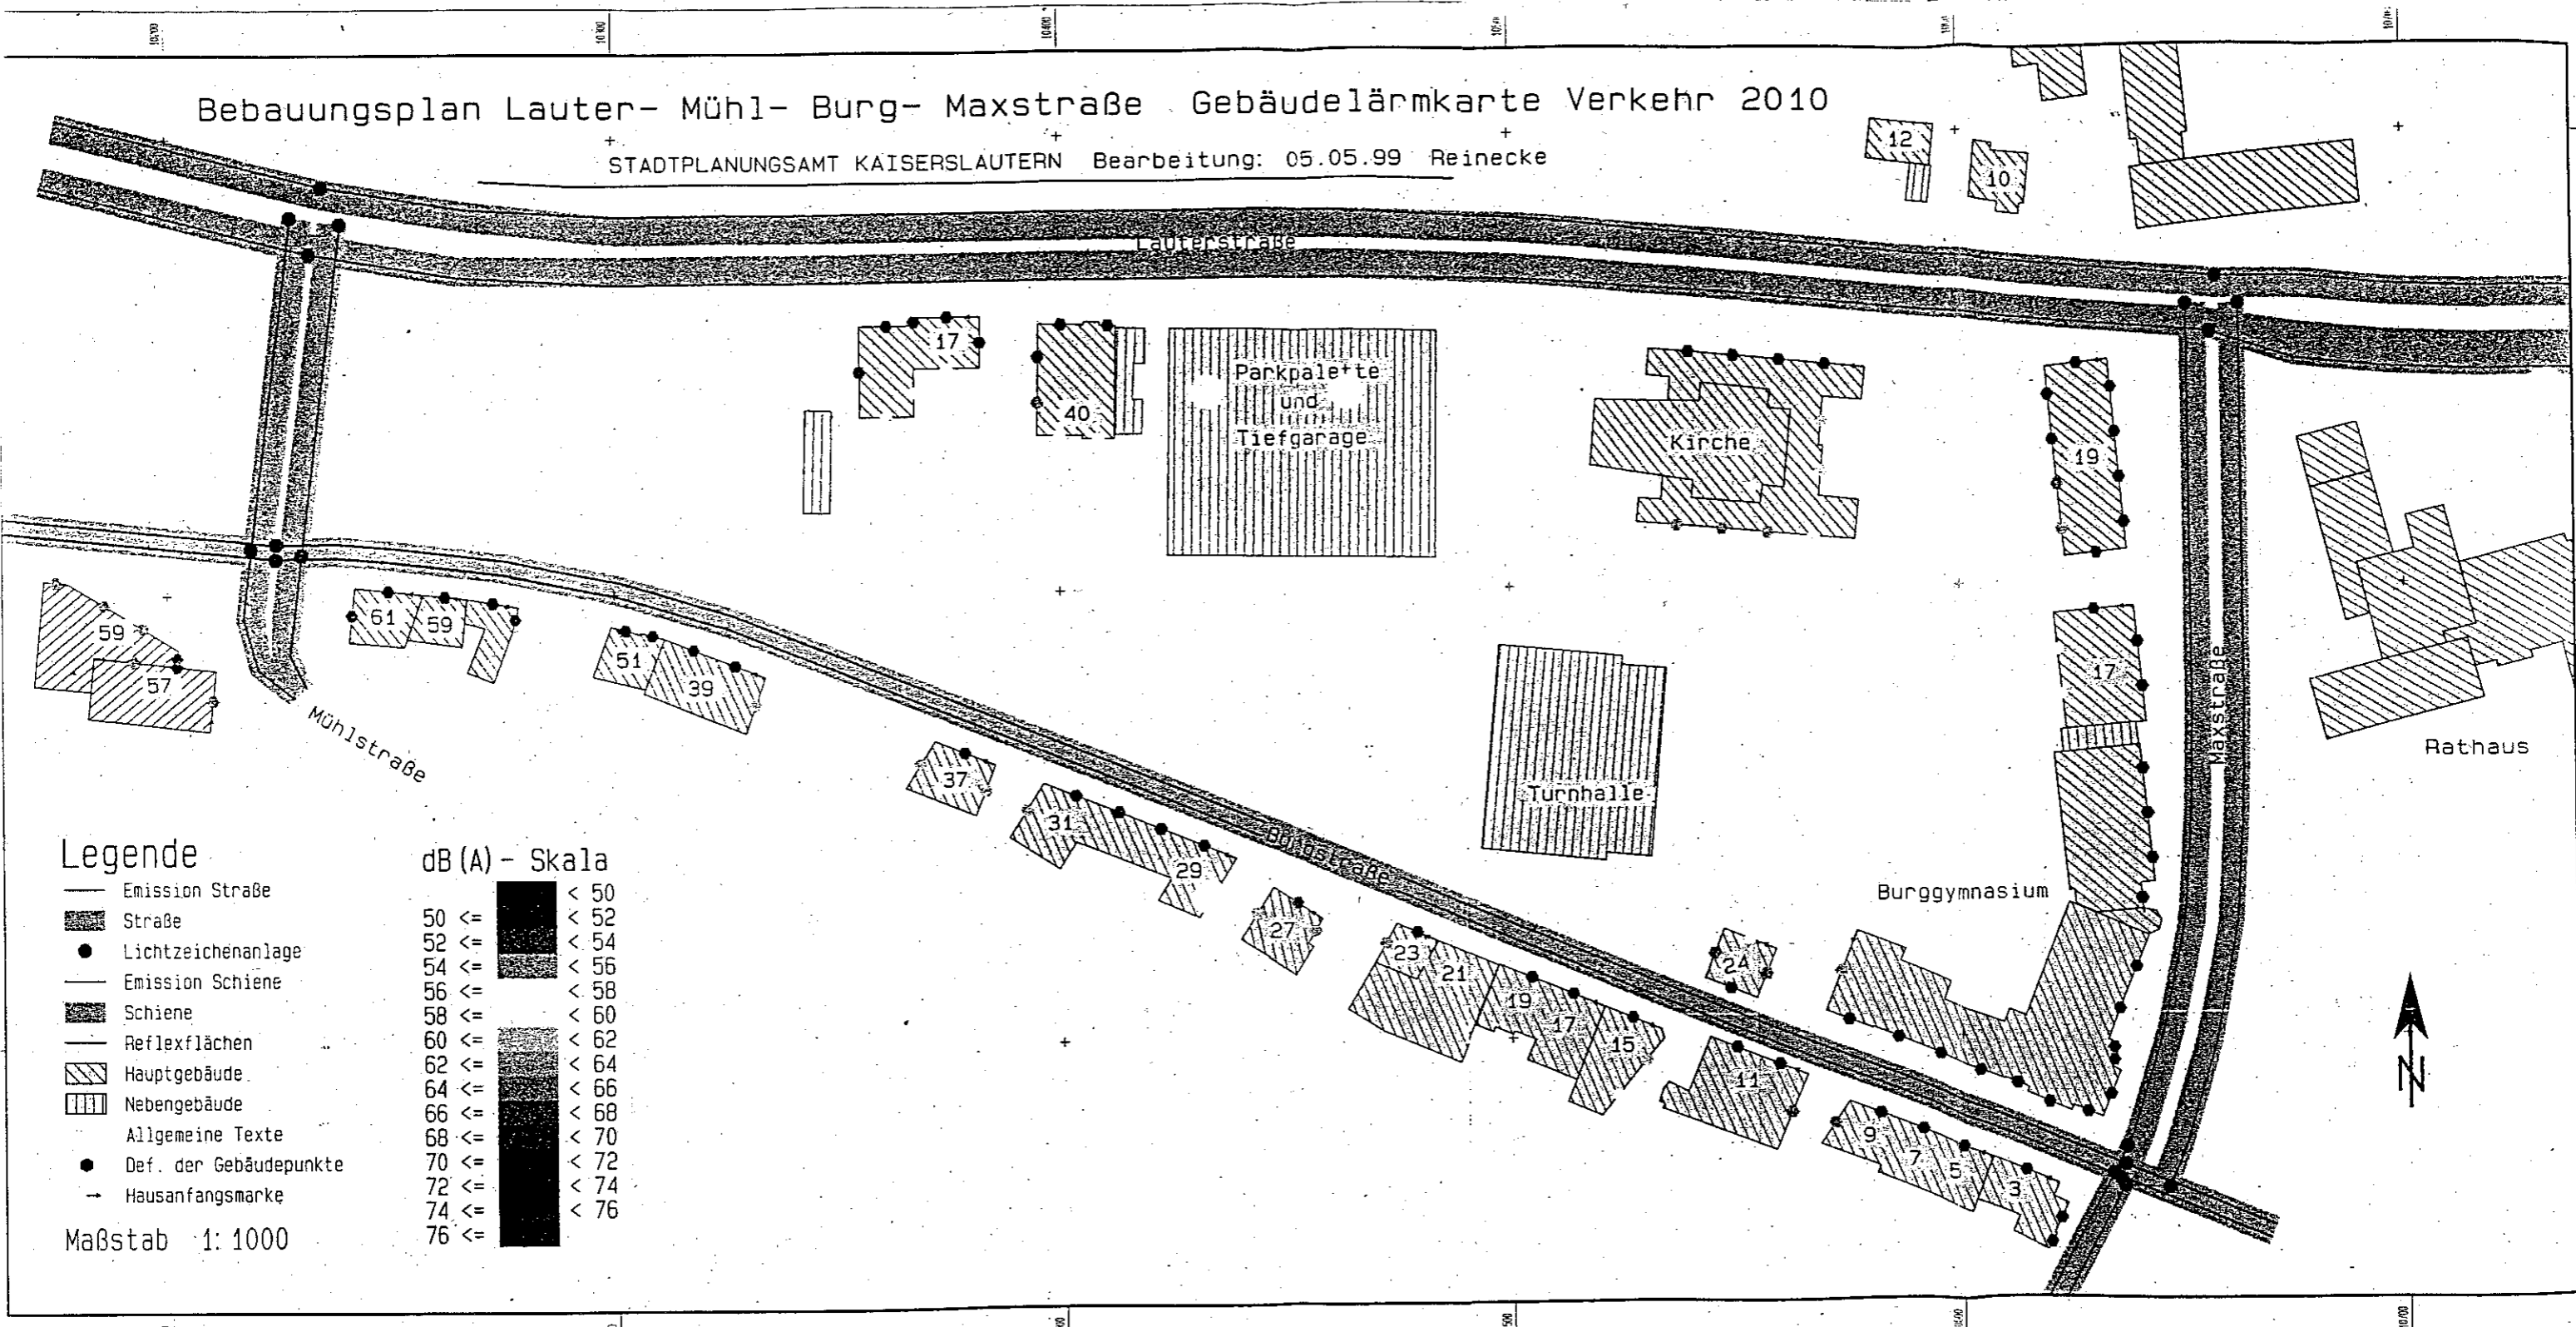 10300
10400
Bebauungsplan Lauter- Mühl- Burg- Maxstraße Gebäudelärmkarte Verkehr 2010
STADTPLANUNGSAMT KAISERSLAUTERN Bearbeitung: 05.05.99 Reinecke
12
10
Lauterstraße
17
40
Parkpalette
und
Tiefgarage
Kirche
19
59
57
61
59
51
39
Mühlstraße
17
Maxstraße
Rathaus
37
31
29
Turnhalle
Burgstraße
27
23
21
19
17
15
24
Burggymnasium
11
9
7
5
3
N
Legende
Emission Straße
Straße
Lichtzeichenanlage
Emission Schiene
Schiene
Reflexflächen
Hauptgebäude
Nebengebäude
Allgemeine Texte
Def. der Gebäudepunkte
Hausanfangsmarke
Maßstab 1: 1000
dB (A) - Skala
< 50
50 <= < 52
52 <= < 54
54 <= < 56
56 <= < 58
58 <= < 60
60 <= < 62
62 <= < 64
64 <= < 66
66 <= < 68
68 <= < 70
70 <= < 72
72 <= < 74
74 <= < 76
76 <=